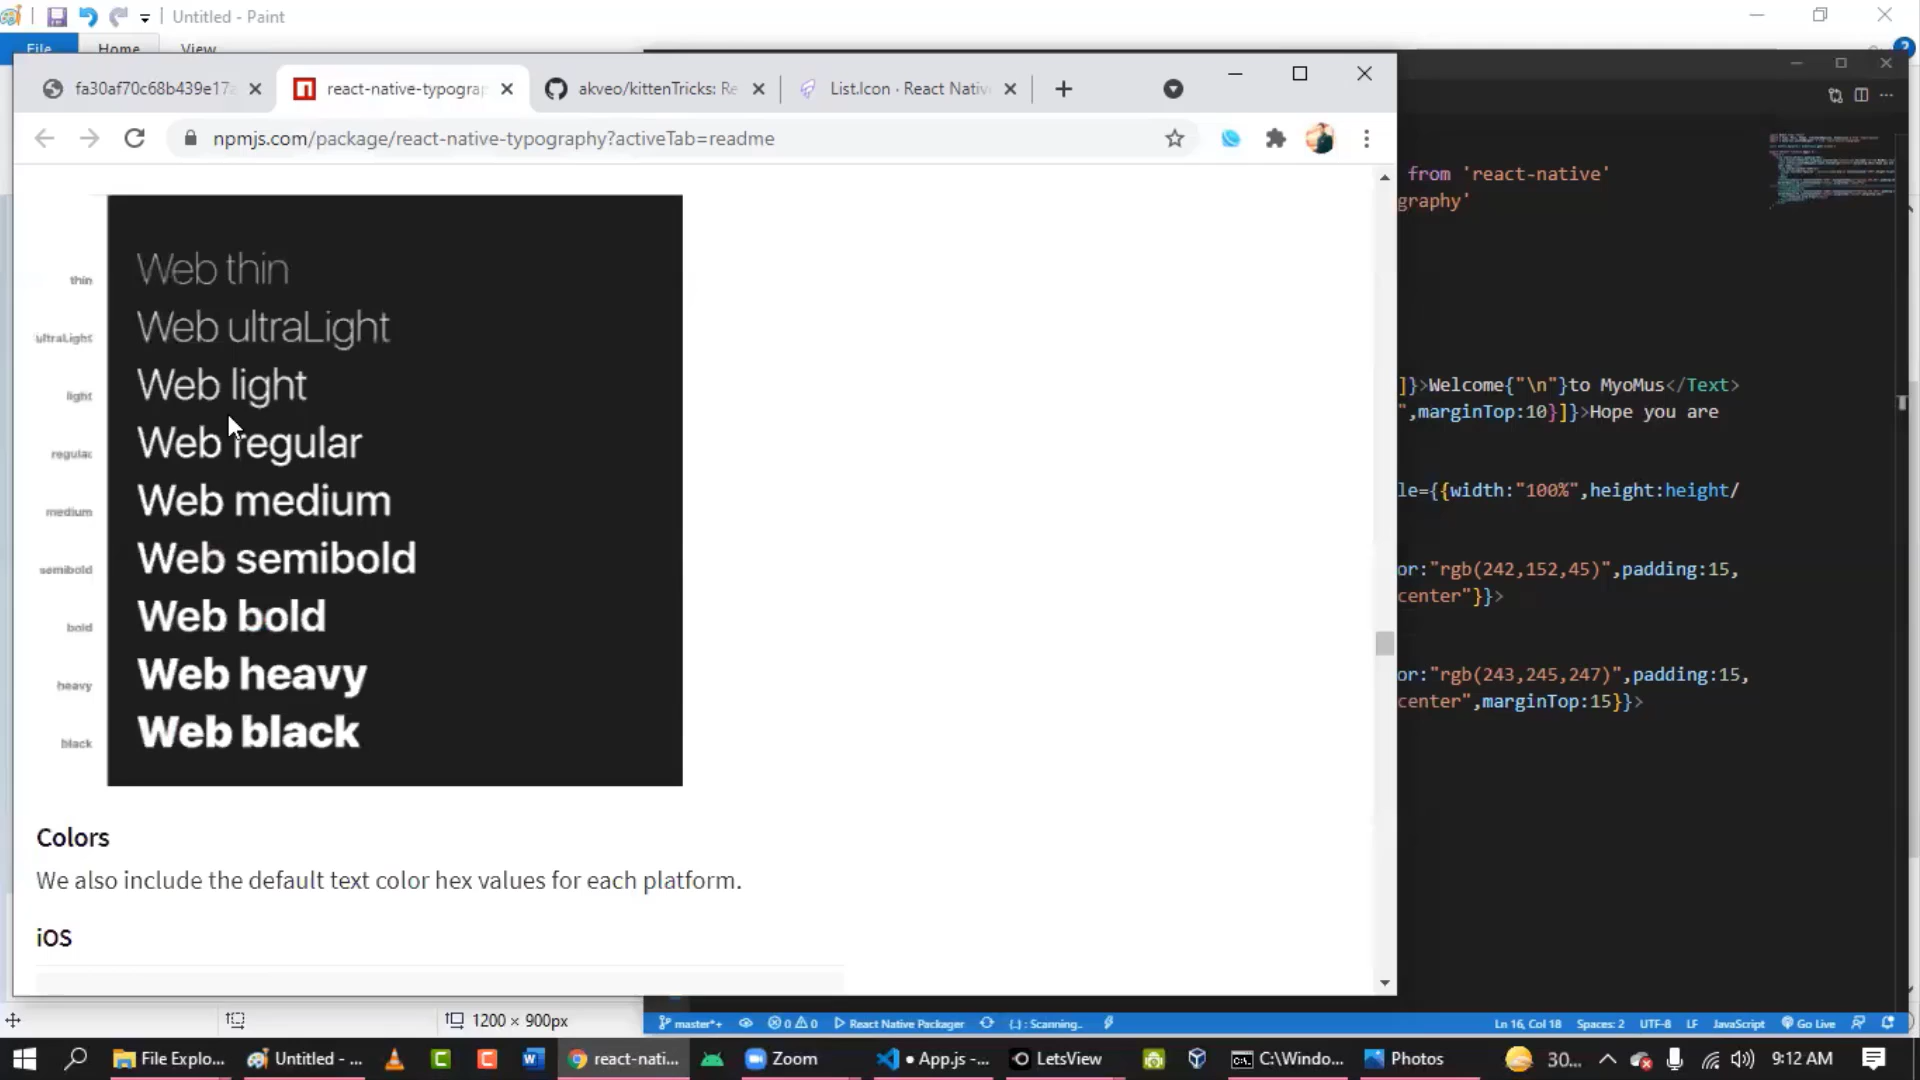 Untitled - Paint
File Home View
fa30af70c68b439e17 react-native-typograp akveo/kittenTricks: Re List.Icon · React Nativ
npmjs.com/package/react-native-typography?activeTab=readme
from 'react-native'
graphy'
thin Web thin
ultraLight Web ultraLight
light Web light
]}>Welcome{"\n"}to MyoMus</Text>
",marginTop:10}]}>Hope you are
regular Web regular
medium Web medium
le={{width:"100%",height:height/
semibold Web semibold
or:"rgb(242,152,45)",padding:15,
center"}}>
bold Web bold
heavy Web heavy
or:"rgb(243,245,247)",padding:15,
center",marginTop:15}}>
black Web black
Colors
We also include the default text color hex values for each platform.
iOS
1200 × 900px
master*+ 0 0 React Native Packager {..} : Scanning.. Ln 16, Col 18 Spaces: 2 UTF-8 LF JavaScript Go Live
File Explo... Untitled - ... react-nati... Zoom ● App.js -... LetsView C:\Windo... Photos 30... 9:12 AM